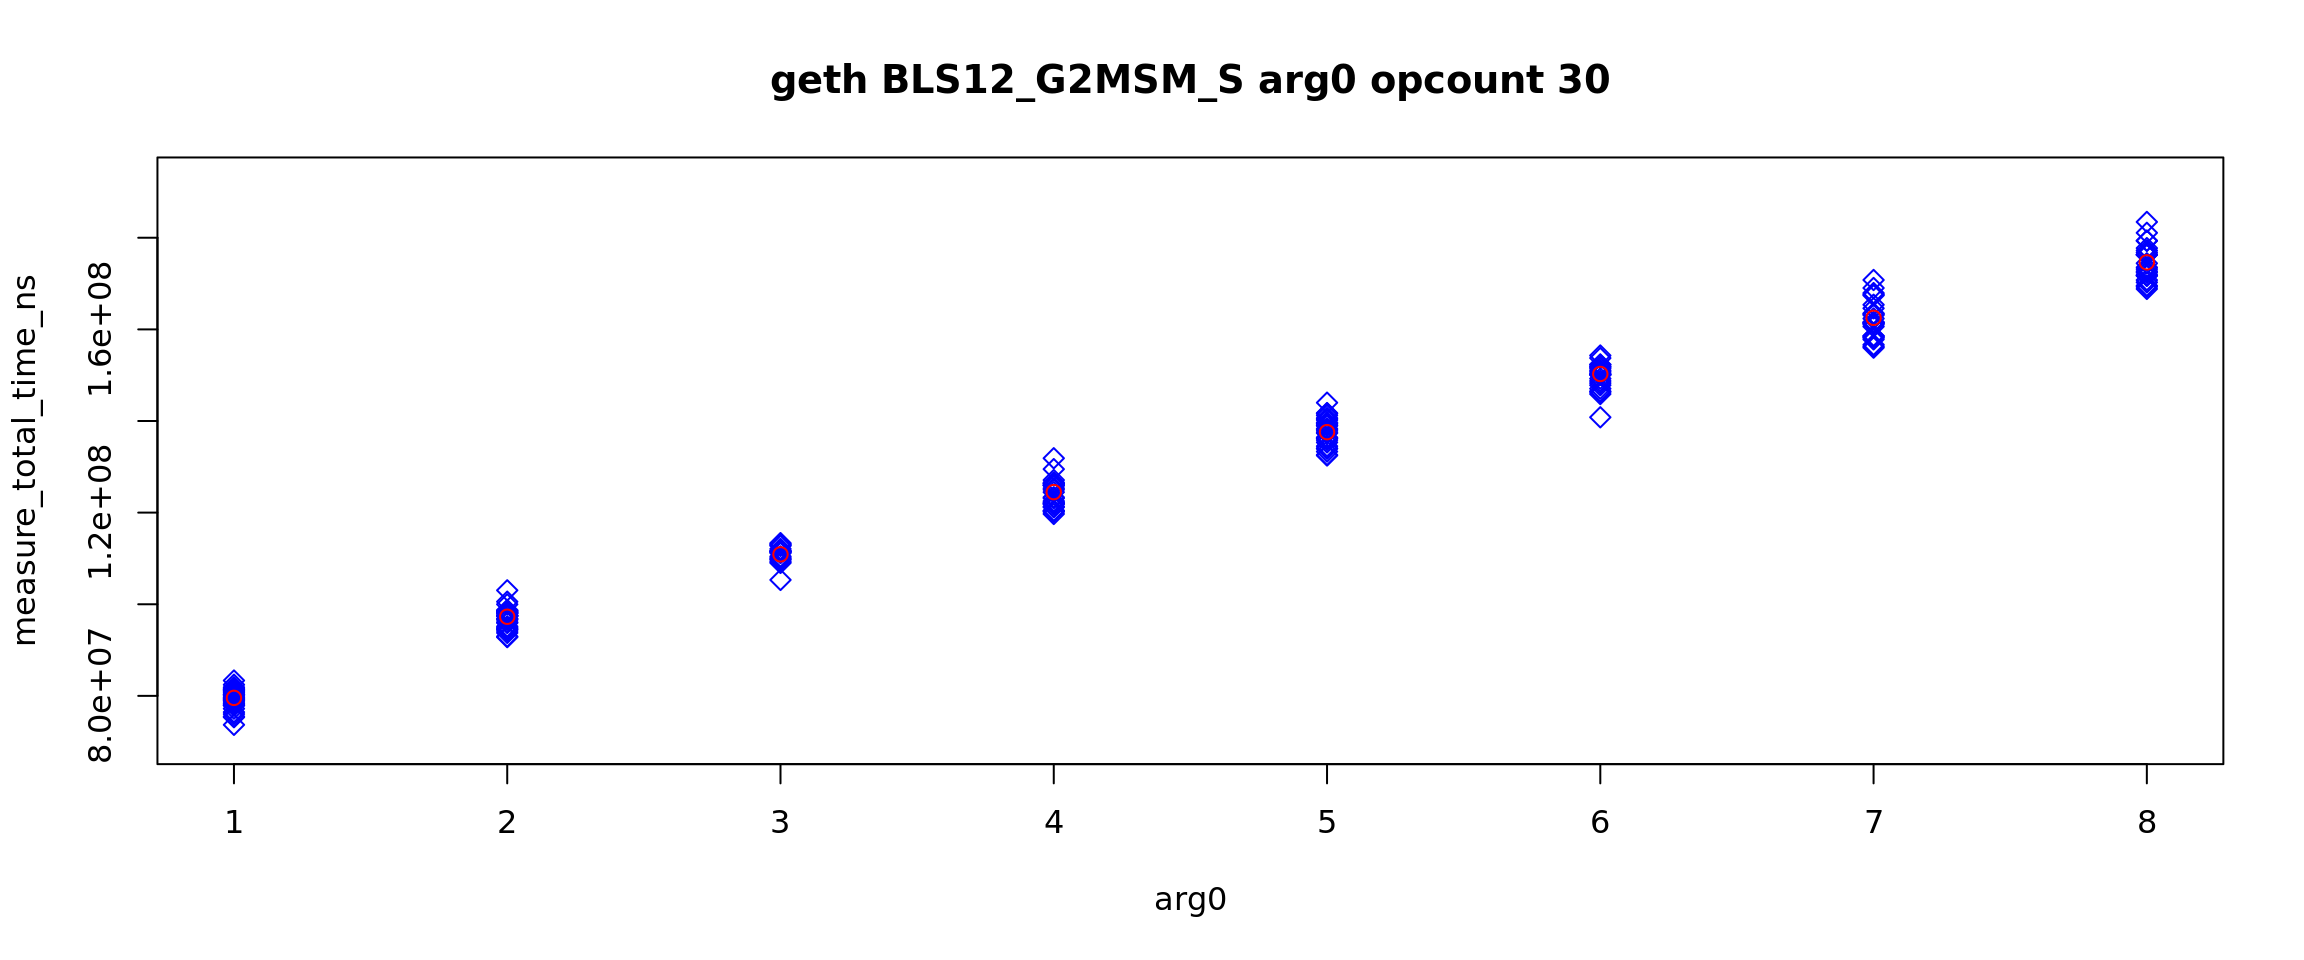 geth BLS12_G2MSM_S arg0 opcount 30
measure_total_time_ns
1.6e+08
1.2e+08
8.0e+07
1 2 3 4 5 6 7 8
arg0